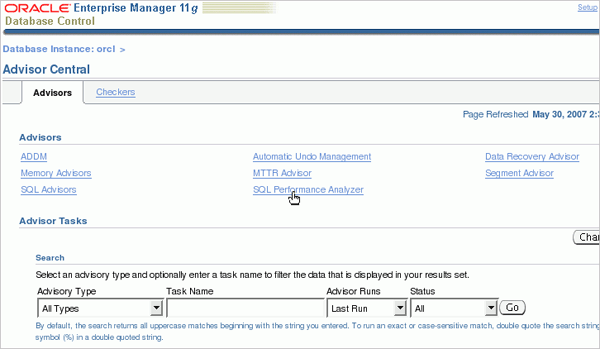 ORACLE Enterprise Manager 11g
Database Control
Setup
Database Instance: orcl >
Advisor Central
Advisors Checkers
Page Refreshed May 30, 2007 2:
Advisors
ADDM Automatic Undo Management Data Recovery Advisor
Memory Advisors MTTR Advisor Segment Advisor
SQL Advisors SQL Performance Analyzer
Advisor Tasks
Search
Select an advisory type and optionally enter a task name to filter the data that is displayed in your results set.
Advisory Type Task Name Advisor Runs Status
All Types Last Run All Go
By default, the search returns all uppercase matches beginning with the string you entered. To run an exact or case-sensitive match, double quote the search string
symbol (%) in a double quoted string.